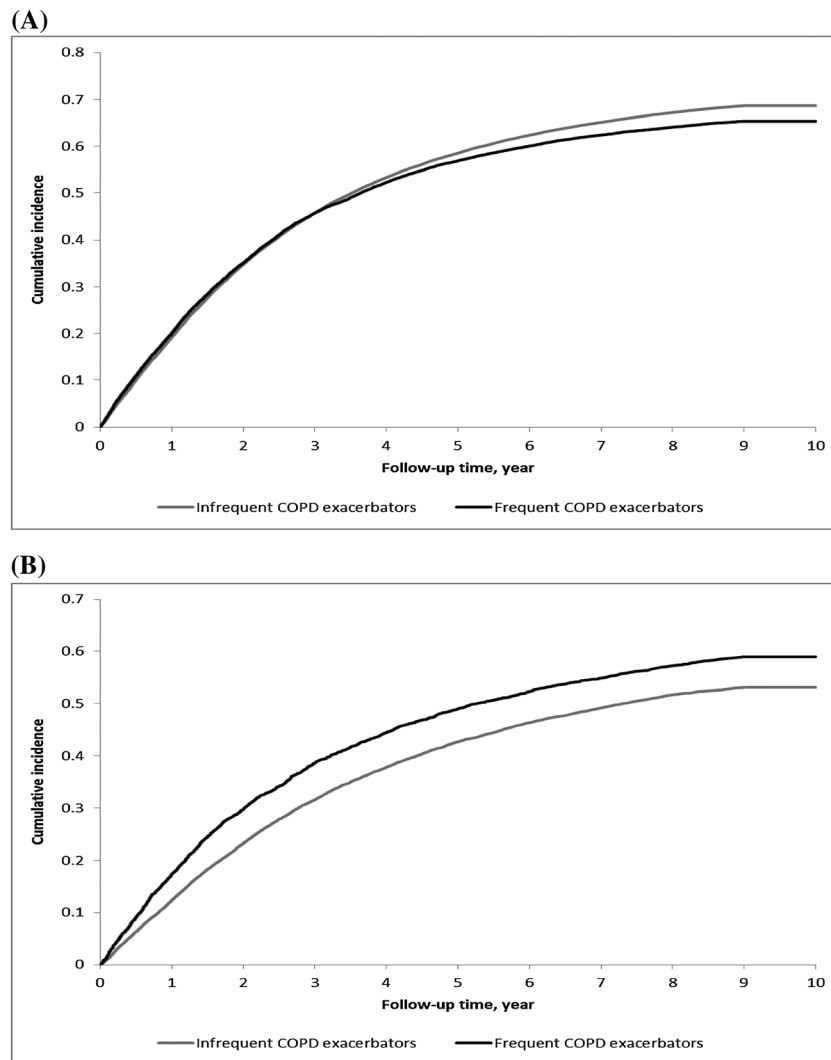 (A)
0.8
0.7
0.6
0.5
0.4
0.3
0.2
0.1
0
Cumulative incidence
0 1 2 3 4 5 6 7 8 9 10
Follow-up time, year
Infrequent COPD exacerbators Frequent COPD exacerbators
(B)
0.7
0.6
0.5
0.4
0.3
0.2
0.1
0
Cumulative incidence
0 1 2 3 4 5 6 7 8 9 10
Follow-up time, year
Infrequent COPD exacerbators Frequent COPD exacerbators